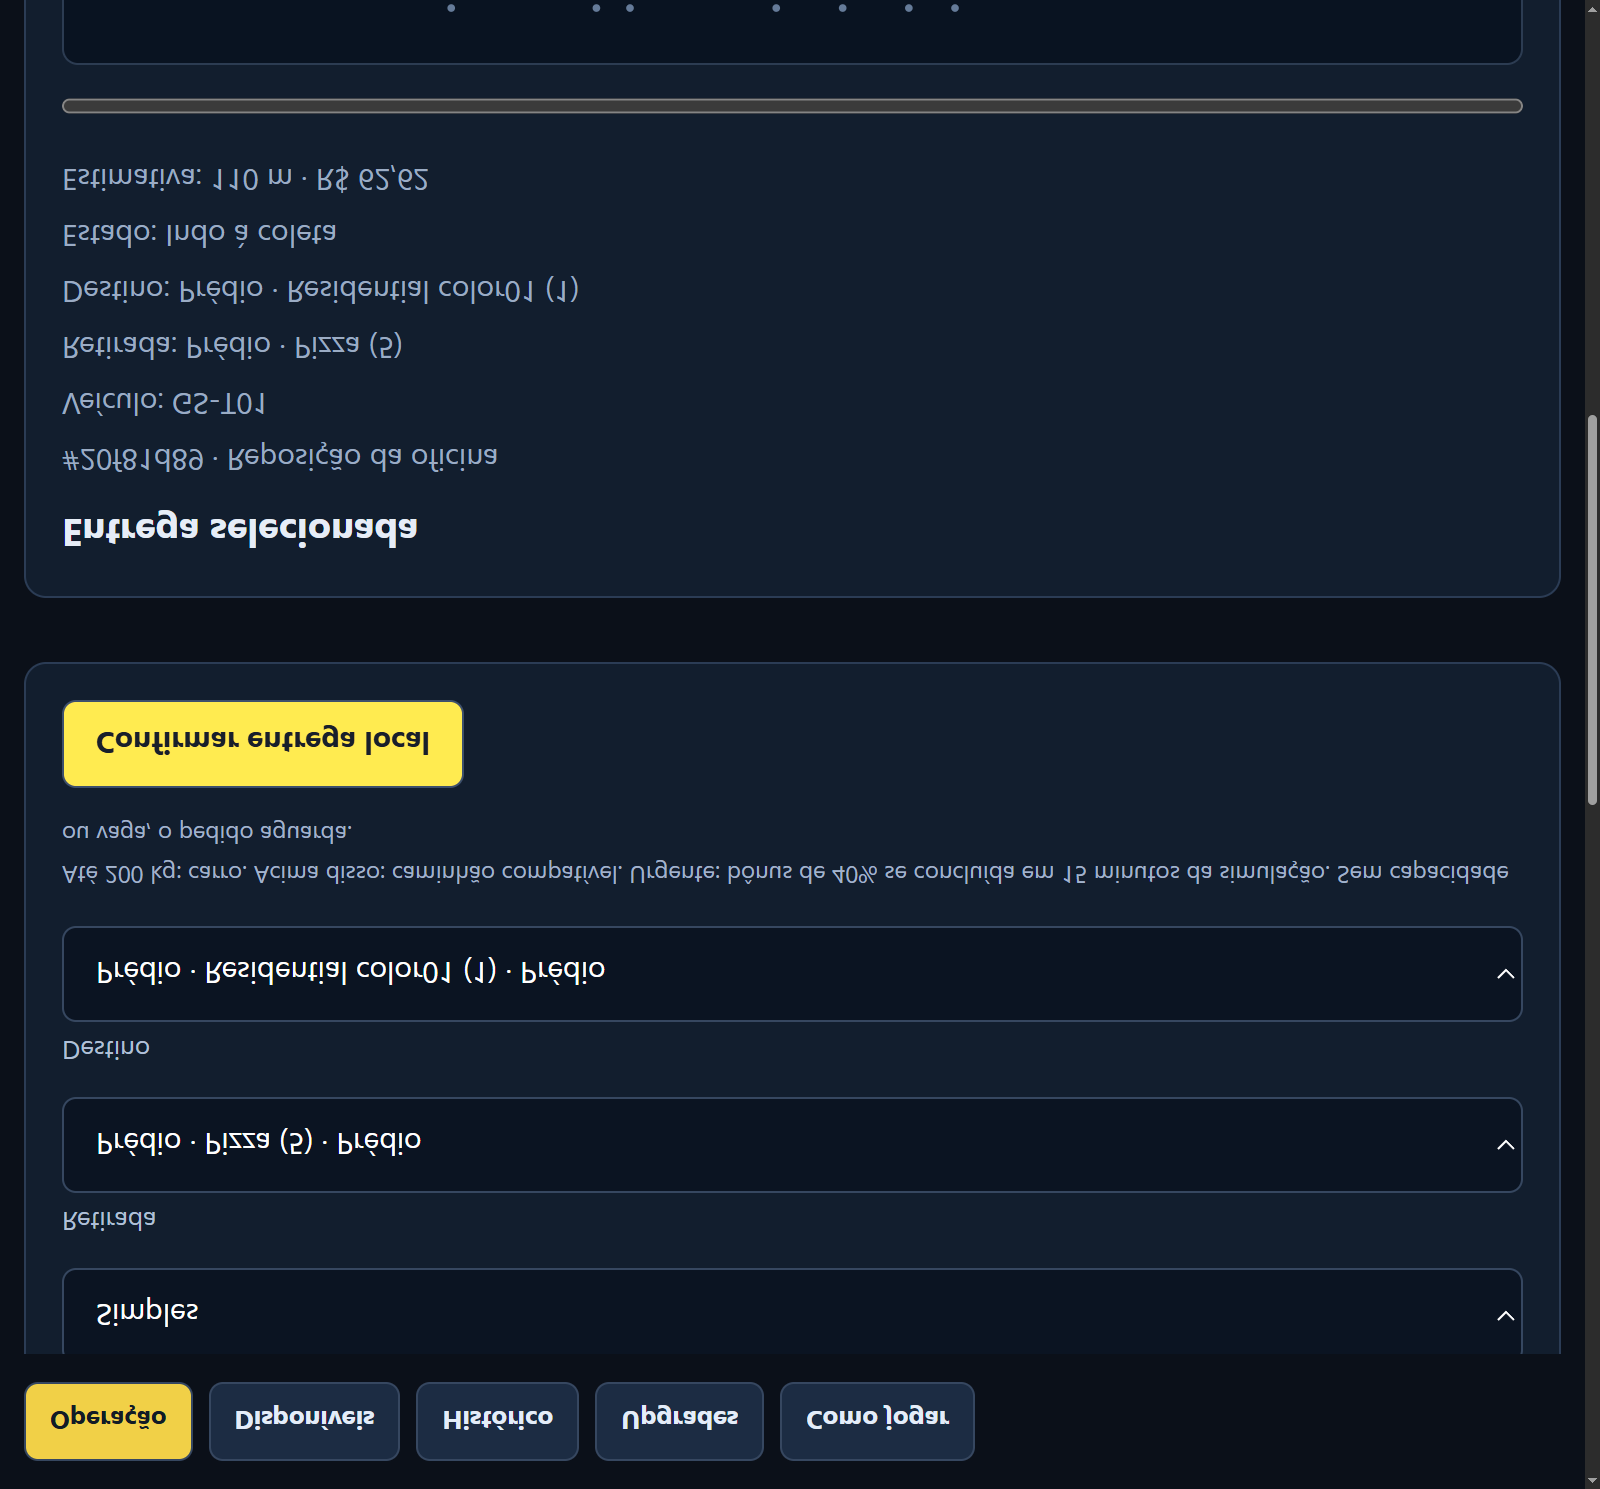 Operação
Disponíveis
Histórico
Upgrades
Como jogar
Simples
Retirada
Prédio · Pizza (5) · Prédio
Destino
Prédio · Residential color01 (1) · Prédio
Até 200 kg: carro. Acima disso: caminhão compatível. Urgente: bônus de 40% se concluída em 15 minutos da simulação. Sem capacidade
ou vaga, o pedido aguarda.
Confirmar entrega local
Entrega selecionada
#20f81d89 · Reposição da oficina
Veículo: GS-T01
Retirada: Prédio · Pizza (5)
Destino: Prédio · Residential color01 (1)
Estado: Indo à coleta
Estimativa: 110 m · R$ 62,62